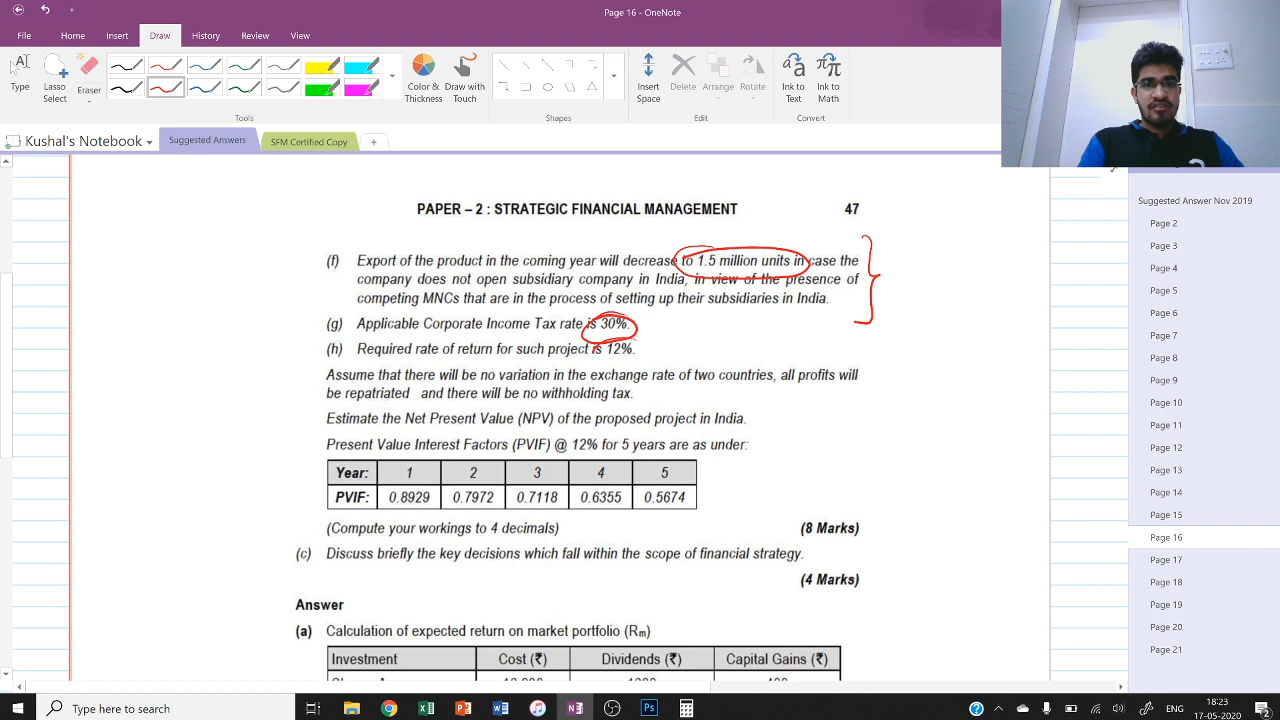 Page 16 - OneNote
File Home Insert Draw History Review View
Type
Lasso
Select
Eraser
Color &
Thickness
Draw with
Touch
Insert
Space
Delete
Arrange
Rotate
Ink to
Text
Ink to
Math
Tools Shapes Edit Convert
Kushal's Notebook
Suggested Answers
SFM Certified Copy
PAPER – 2 : STRATEGIC FINANCIAL MANAGEMENT 47
(f) Export of the product in the coming year will decrease to 1.5 million units in case the
company does not open subsidiary company in India, in view of the presence of
competing MNCs that are in the process of setting up their subsidiaries in India.
(g) Applicable Corporate Income Tax rate is 30%.
(h) Required rate of return for such project is 12%.
Assume that there will be no variation in the exchange rate of two countries, all profits will
be repatriated and there will be no withholding tax.
Estimate the Net Present Value (NPV) of the proposed project in India.
Present Value Interest Factors (PVIF) @ 12% for 5 years are as under:
Year: 1 2 3 4 5
PVIF: 0.8929 0.7972 0.7118 0.6355 0.5674
(Compute your workings to 4 decimals) (8 Marks)
(c) Discuss briefly the key decisions which fall within the scope of financial strategy.
(4 Marks)
Answer
(a) Calculation of expected return on market portfolio (Rm)
Investment Cost (₹) Dividends (₹) Capital Gains (₹)
Suggested Answer Nov 2019
Page 2
Page 3
Page 4
Page 5
Page 6
Page 7
Page 8
Page 9
Page 10
Page 11
Page 12
Page 13
Page 14
Page 15
Page 16
Page 17
Page 18
Page 19
Page 20
Page 21
Type here to search
18:23
17-05-2020